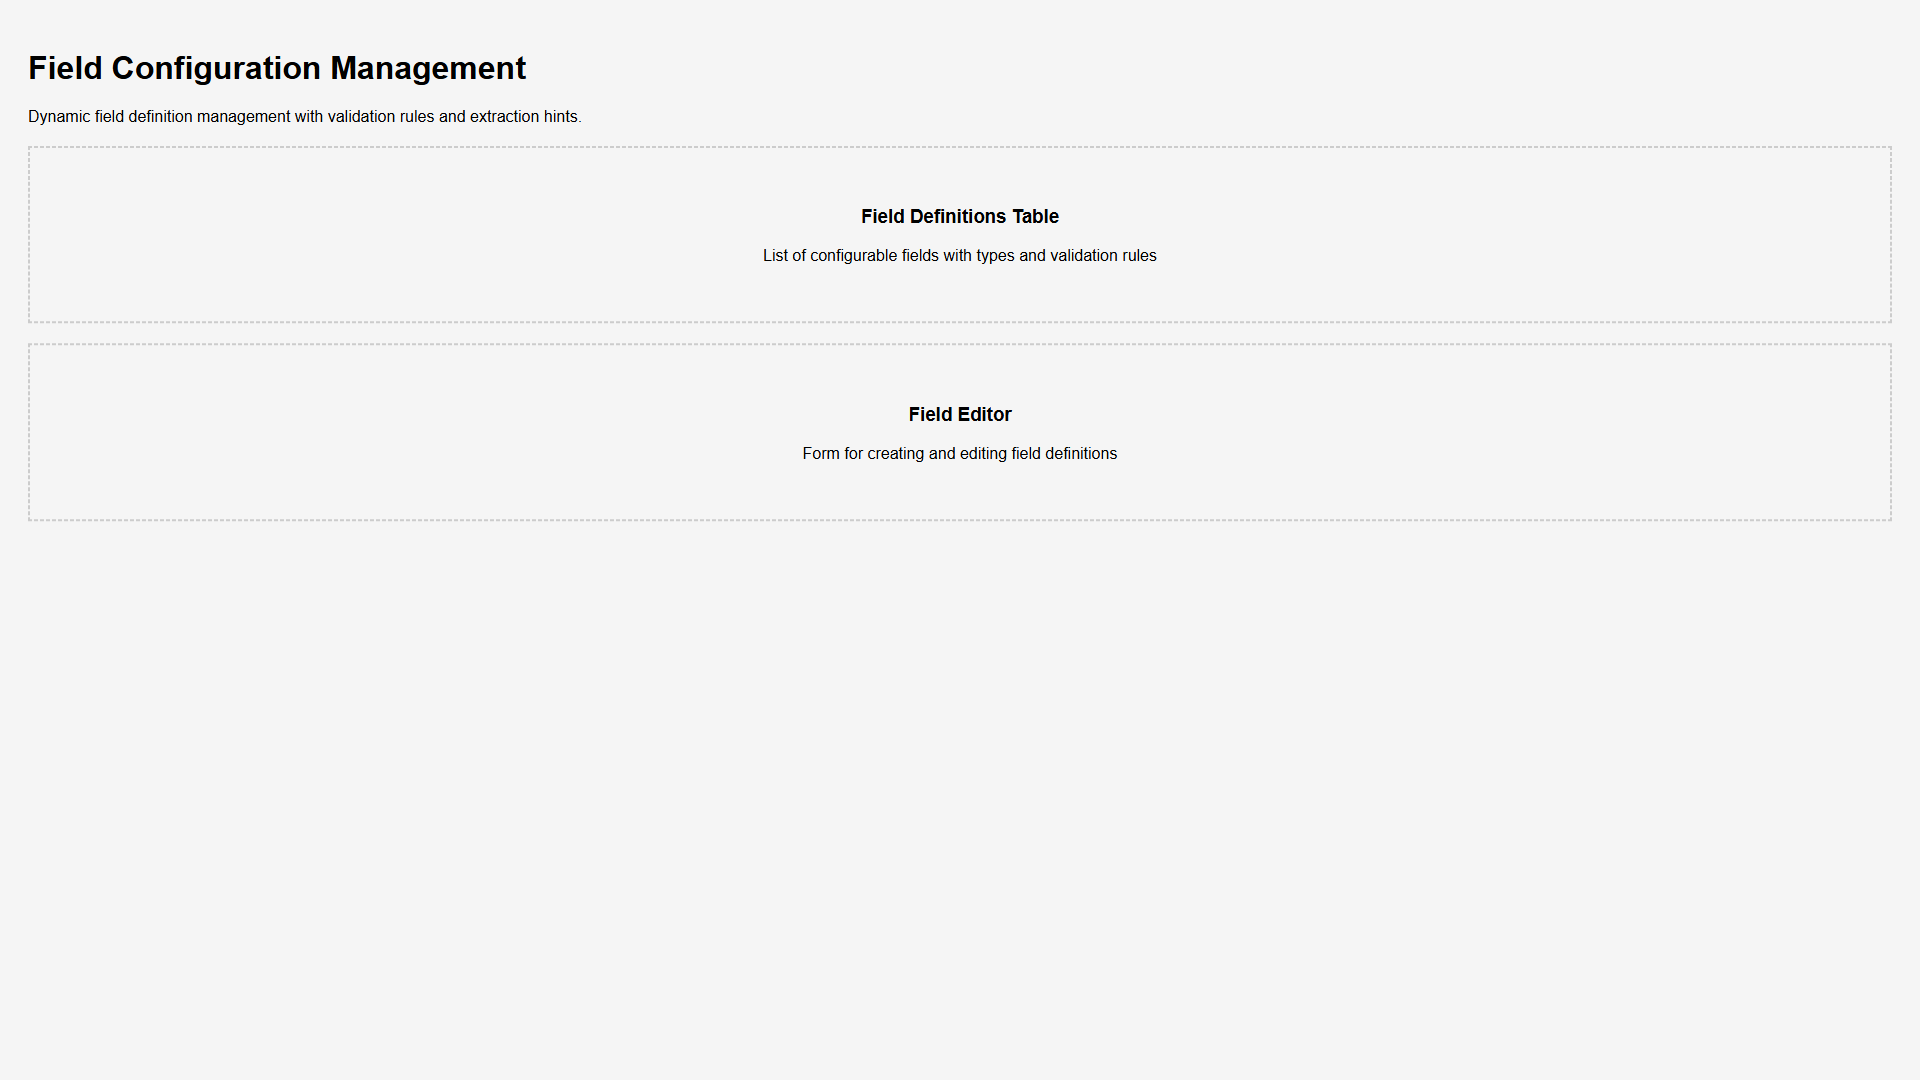 Field Configuration Management
Dynamic field definition management with validation rules and extraction hints.
Field Definitions Table
List of configurable fields with types and validation rules
Field Editor
Form for creating and editing field definitions